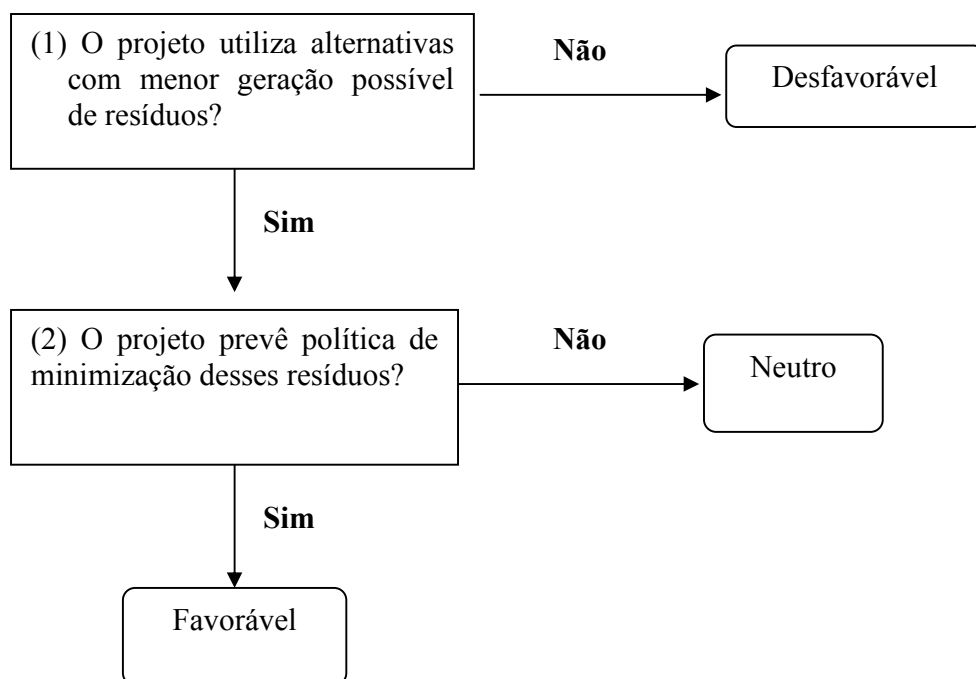 (1) O projeto utiliza alternativas
com menor geração possível
de resíduos?
Não
Desfavorável
Sim
(2) O projeto prevê política de
minimização desses resíduos?
Não
Neutro
Sim
Favorável